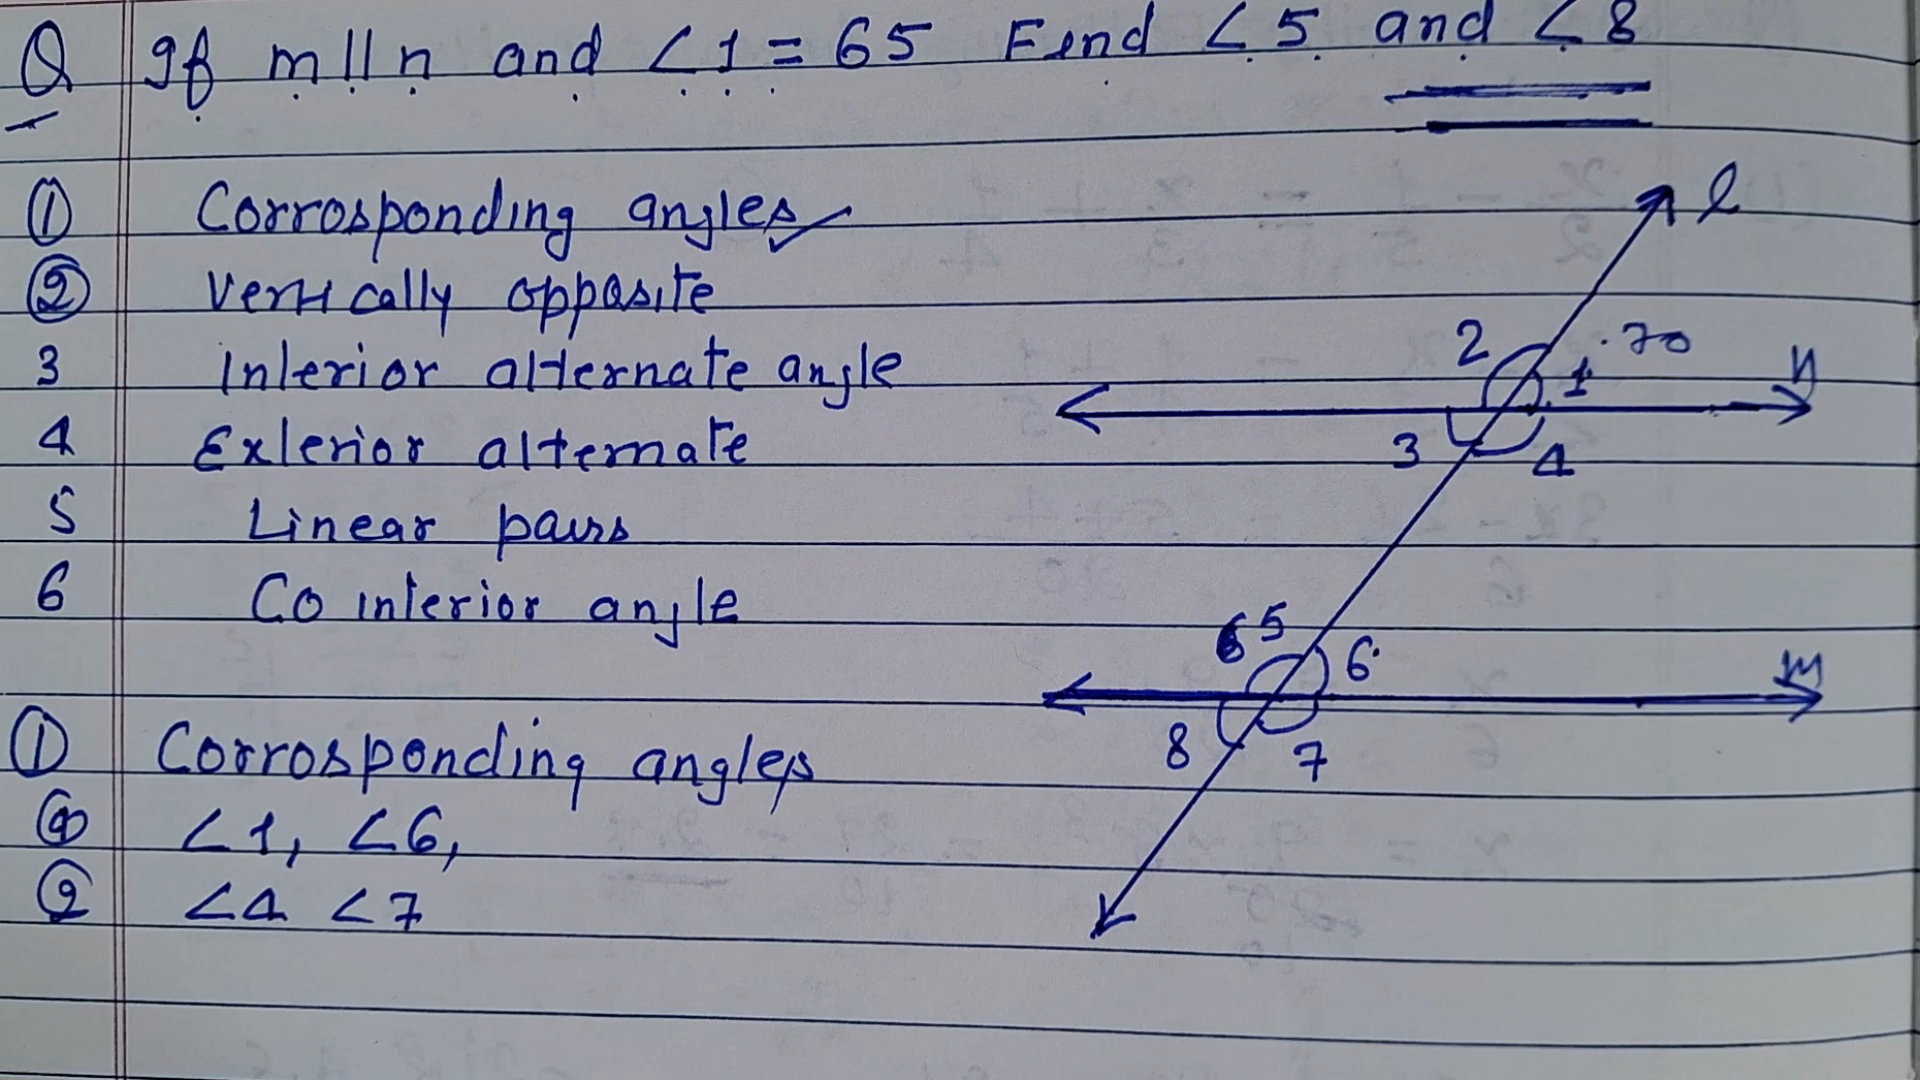 Q If m || n and ∠1 = 65 Find ∠5 and ∠8
① Corrosponding angles
② Vertically opposite
3 Interior alternate angle
4 Exterior alternate
5 Linear pairs
6 Co interior angle
l
2 1 70 n
3 4
5 6 m
8 7
① Corrosponding angles
① ∠1, ∠6,
② ∠4 ∠7